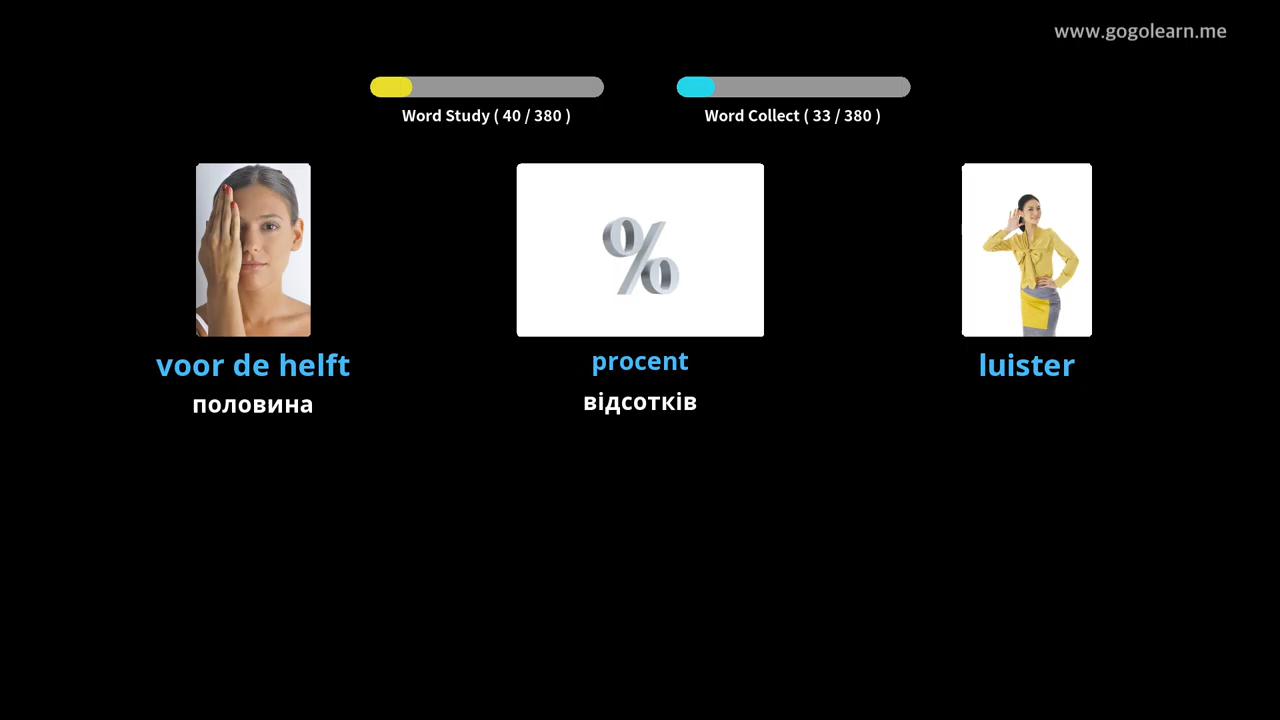 www.gogolearn.me
Word Study ( 40 / 380 )
Word Collect ( 33 / 380 )
%
voor de helft
половина
procent
відсотків
luister